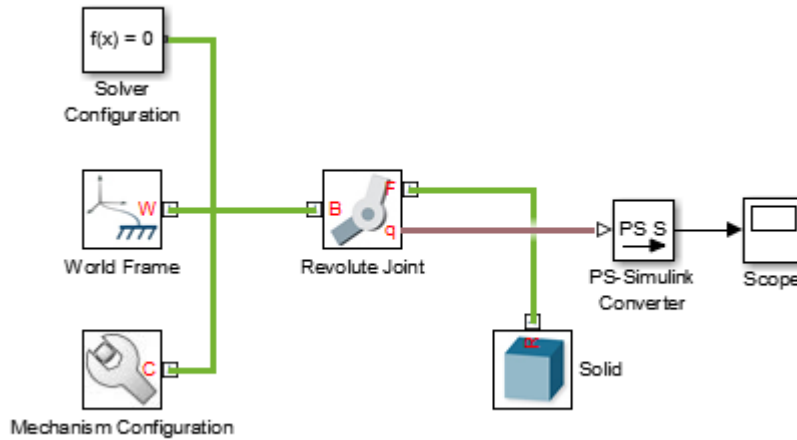 f(x) = 0
Solver
Configuration
W
World Frame
B
F
q
Revolute Joint
PS S
PS-Simulink
Converter
Scope
C
Mechanism Configuration
R
Solid